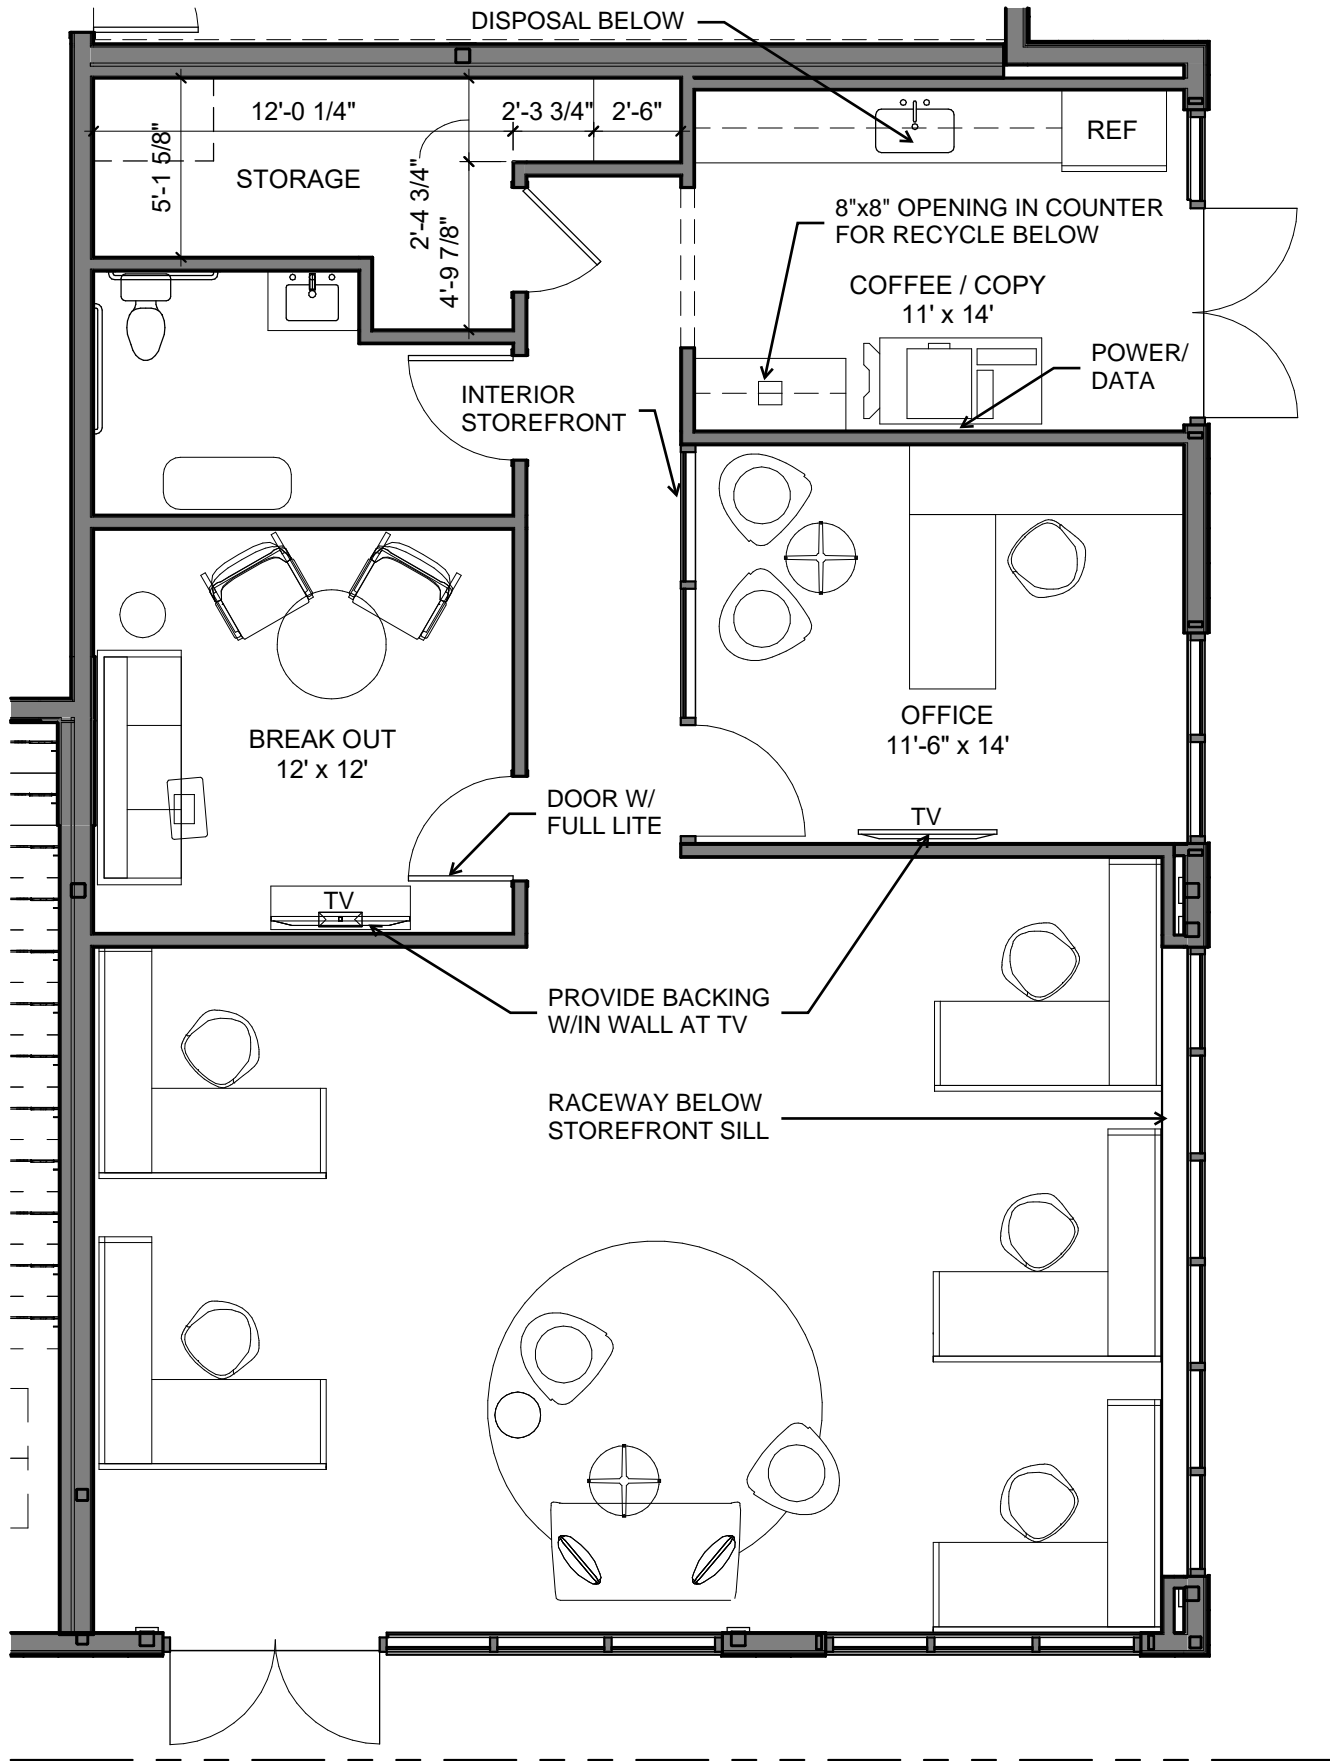 DISPOSAL BELOW
12'-0 1/4"
2'-3 3/4"
2'-6"
REF
5'-1 5/8"
STORAGE
2'-4 3/4"
4'-9 7/8"
8"x8" OPENING IN COUNTER
FOR RECYCLE BELOW
COFFEE / COPY
11' x 14'
POWER/
DATA
INTERIOR
STOREFRONT
OFFICE
11'-6" x 14'
BREAK OUT
12' x 12'
DOOR W/
FULL LITE
TV
TV
PROVIDE BACKING
W/IN WALL AT TV
RACEWAY BELOW
STOREFRONT SILL